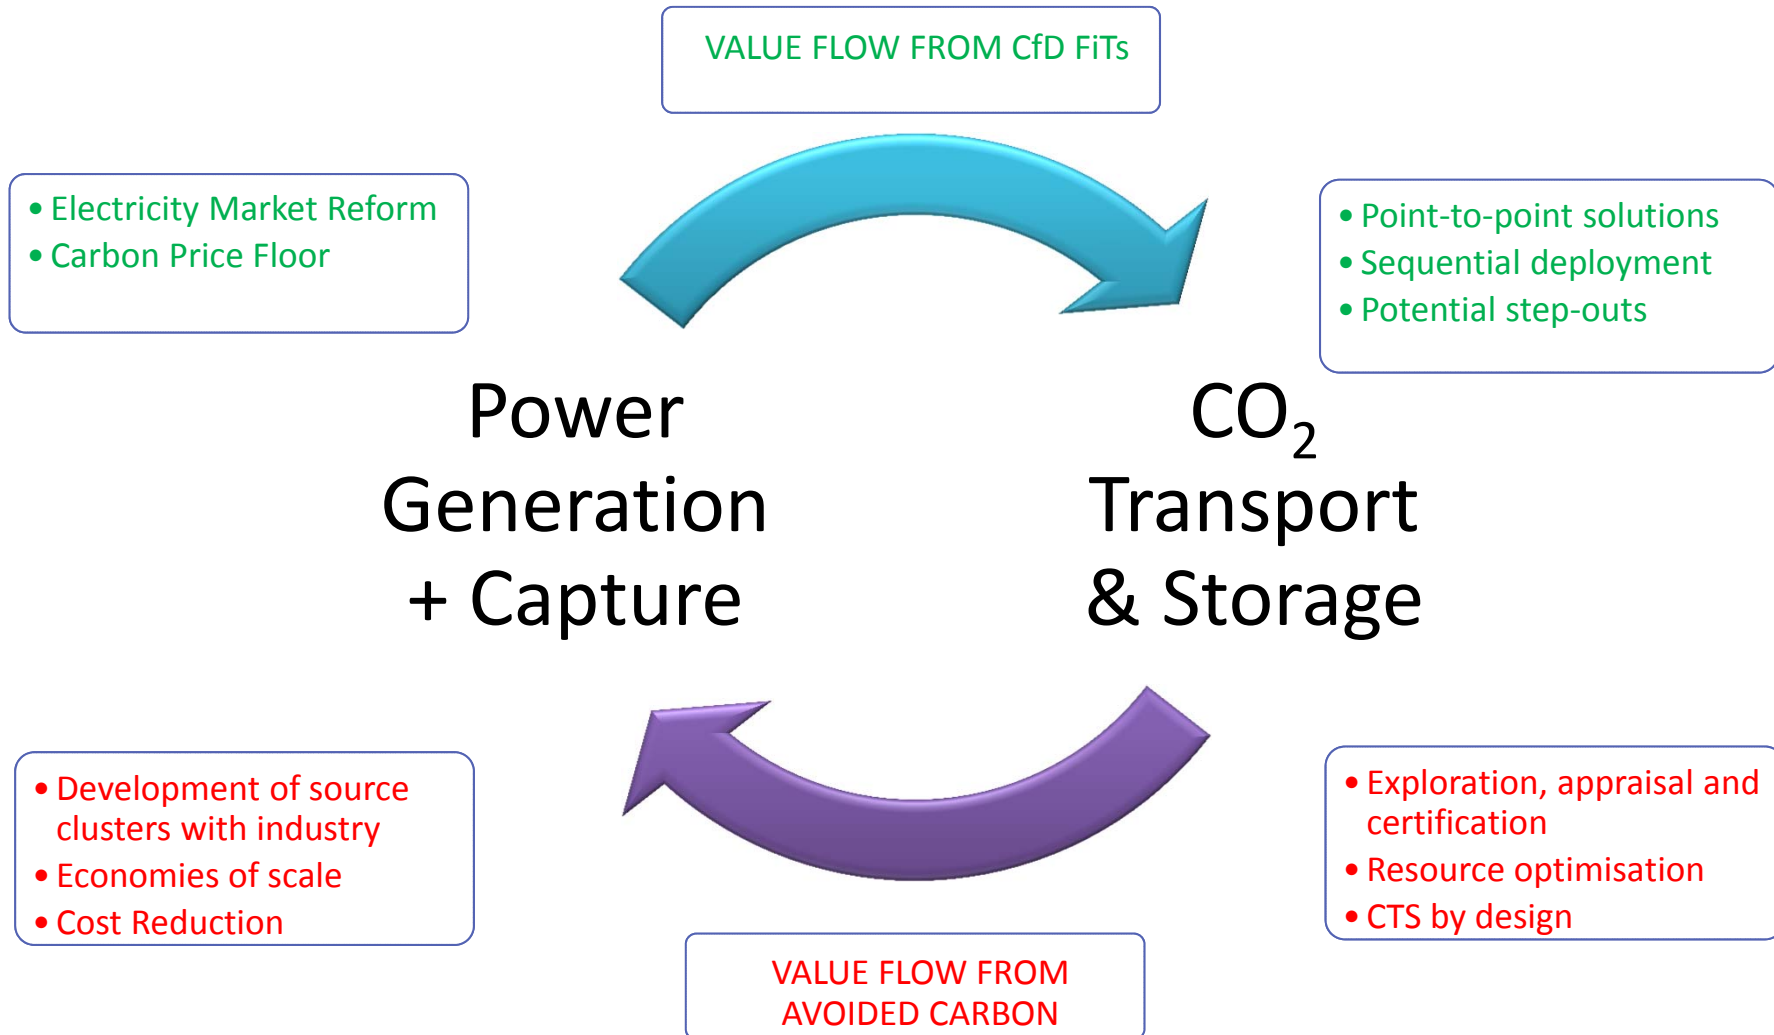 VALUE FLOW FROM CfD FiTs
• Electricity Market Reform
• Carbon Price Floor
• Point-to-point solutions
• Sequential deployment
• Potential step-outs
Power
Generation
+ Capture
CO₂
Transport
& Storage
• Development of source
clusters with industry
• Economies of scale
• Cost Reduction
• Exploration, appraisal and
certification
• Resource optimisation
• CTS by design
VALUE FLOW FROM
AVOIDED CARBON